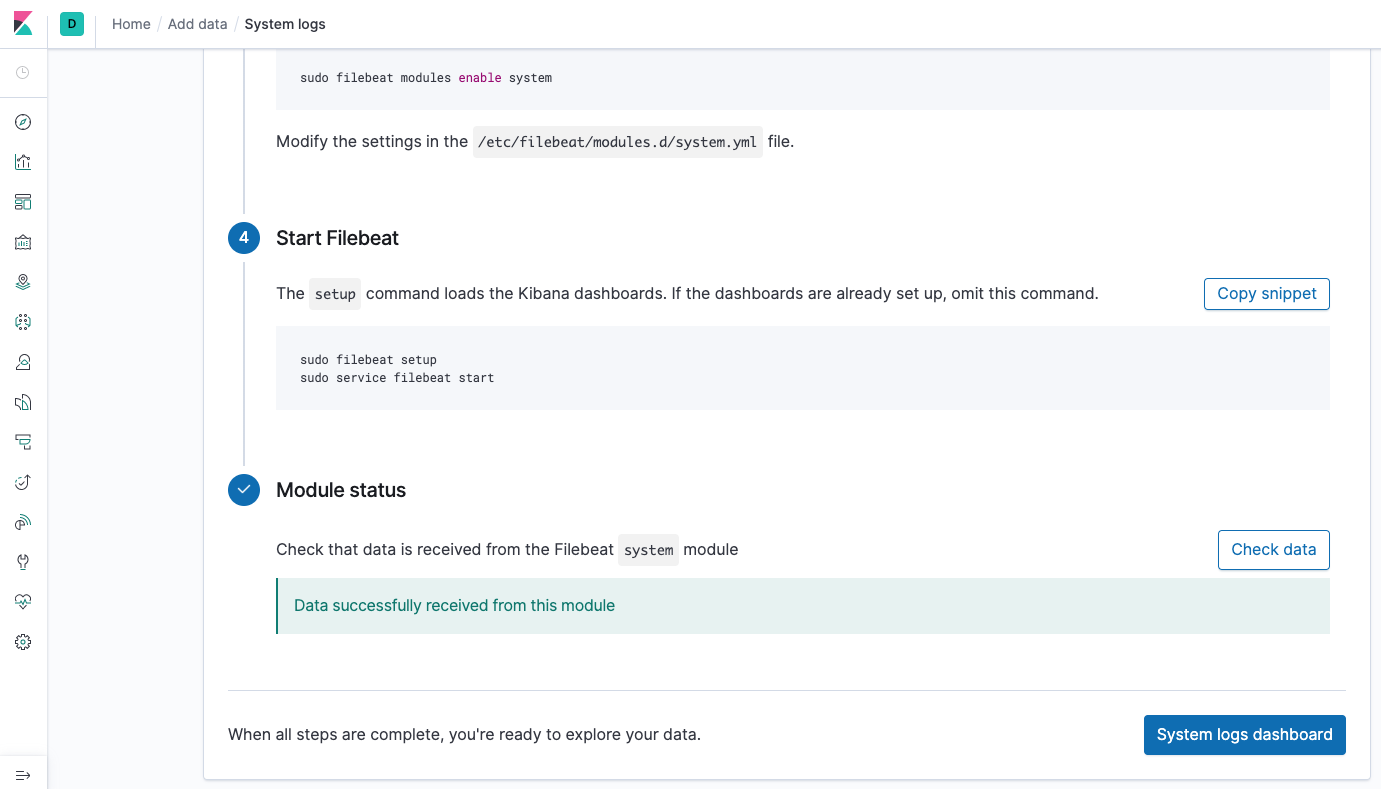 D
Home / Add data / System logs
sudo filebeat modules enable system
Modify the settings in the /etc/filebeat/modules.d/system.yml file.
4
Start Filebeat
The setup command loads the Kibana dashboards. If the dashboards are already set up, omit this command.
Copy snippet
sudo filebeat setup
sudo service filebeat start
Module status
Check that data is received from the Filebeat system module
Check data
Data successfully received from this module
When all steps are complete, you're ready to explore your data.
System logs dashboard